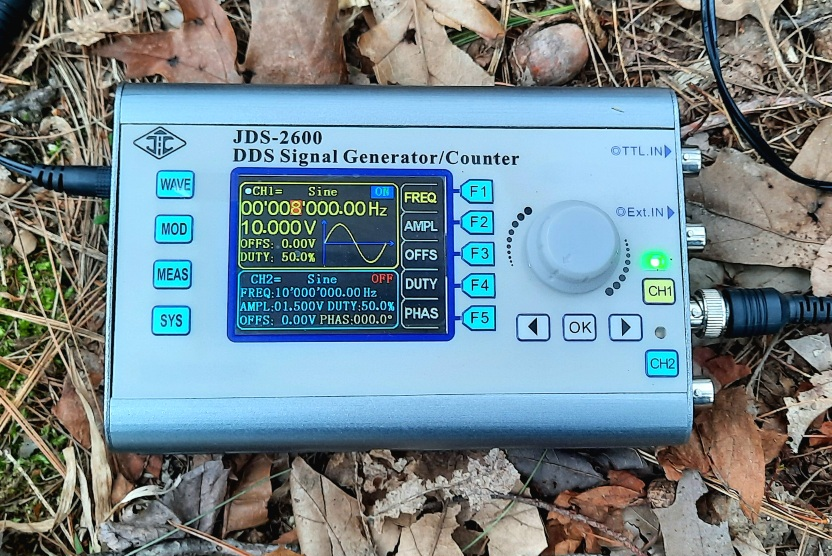 JDS-2600
DDS Signal Generator/Counter
JDC
WAVE
MOD
MEAS
SYS
CH1= Sine ON
00'008'000.00 Hz
10.000 V
OFFS: 0.00V
DUTY: 50.0%
CH2= Sine OFF
FREQ:10'000'000.00 Hz
AMPL:01.500V DUTY:50.0%
OFFS: 0.00V PHAS:000.0°
FREQ
AMPL
OFFS
DUTY
PHAS
F1
F2
F3
F4
F5
OK
TTL.IN
Ext.IN
CH1
CH2